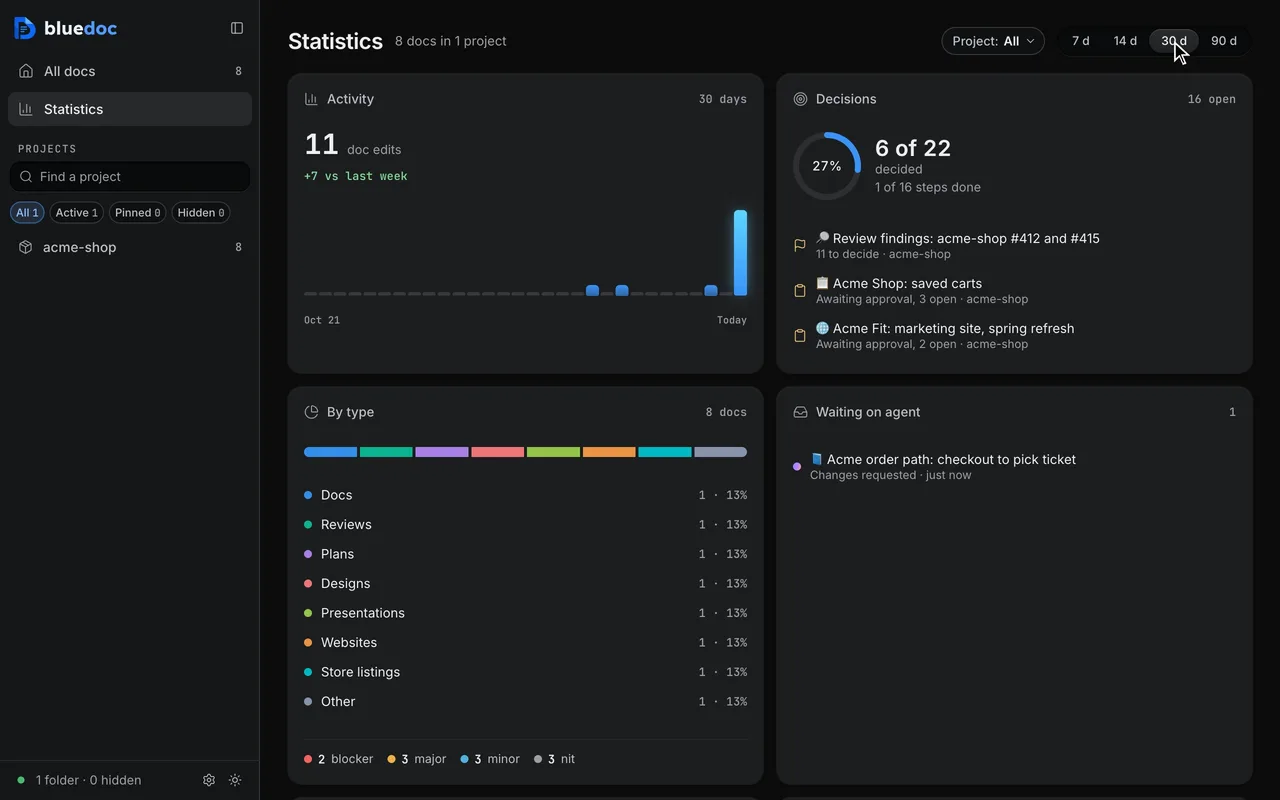 bluedoc
All docs 8
Statistics
PROJECTS
Find a project
All 1 Active 1 Pinned 0 Hidden 0
acme-shop 8
1 folder · 0 hidden
Statistics 8 docs in 1 project
Project: All 7 d 14 d 30 d 90 d
Activity 30 days
11 doc edits
+7 vs last week
Oct 21 Today
Decisions 16 open
27%
6 of 22
decided
1 of 16 steps done
Review findings: acme-shop #412 and #415
11 to decide · acme-shop
Acme Shop: saved carts
Awaiting approval, 3 open · acme-shop
Acme Fit: marketing site, spring refresh
Awaiting approval, 2 open · acme-shop
By type 8 docs
Docs 1 · 13%
Reviews 1 · 13%
Plans 1 · 13%
Designs 1 · 13%
Presentations 1 · 13%
Websites 1 · 13%
Store listings 1 · 13%
Other 1 · 13%
2 blocker 3 major 3 minor 3 nit
Waiting on agent 1
Acme order path: checkout to pick ticket
Changes requested · just now